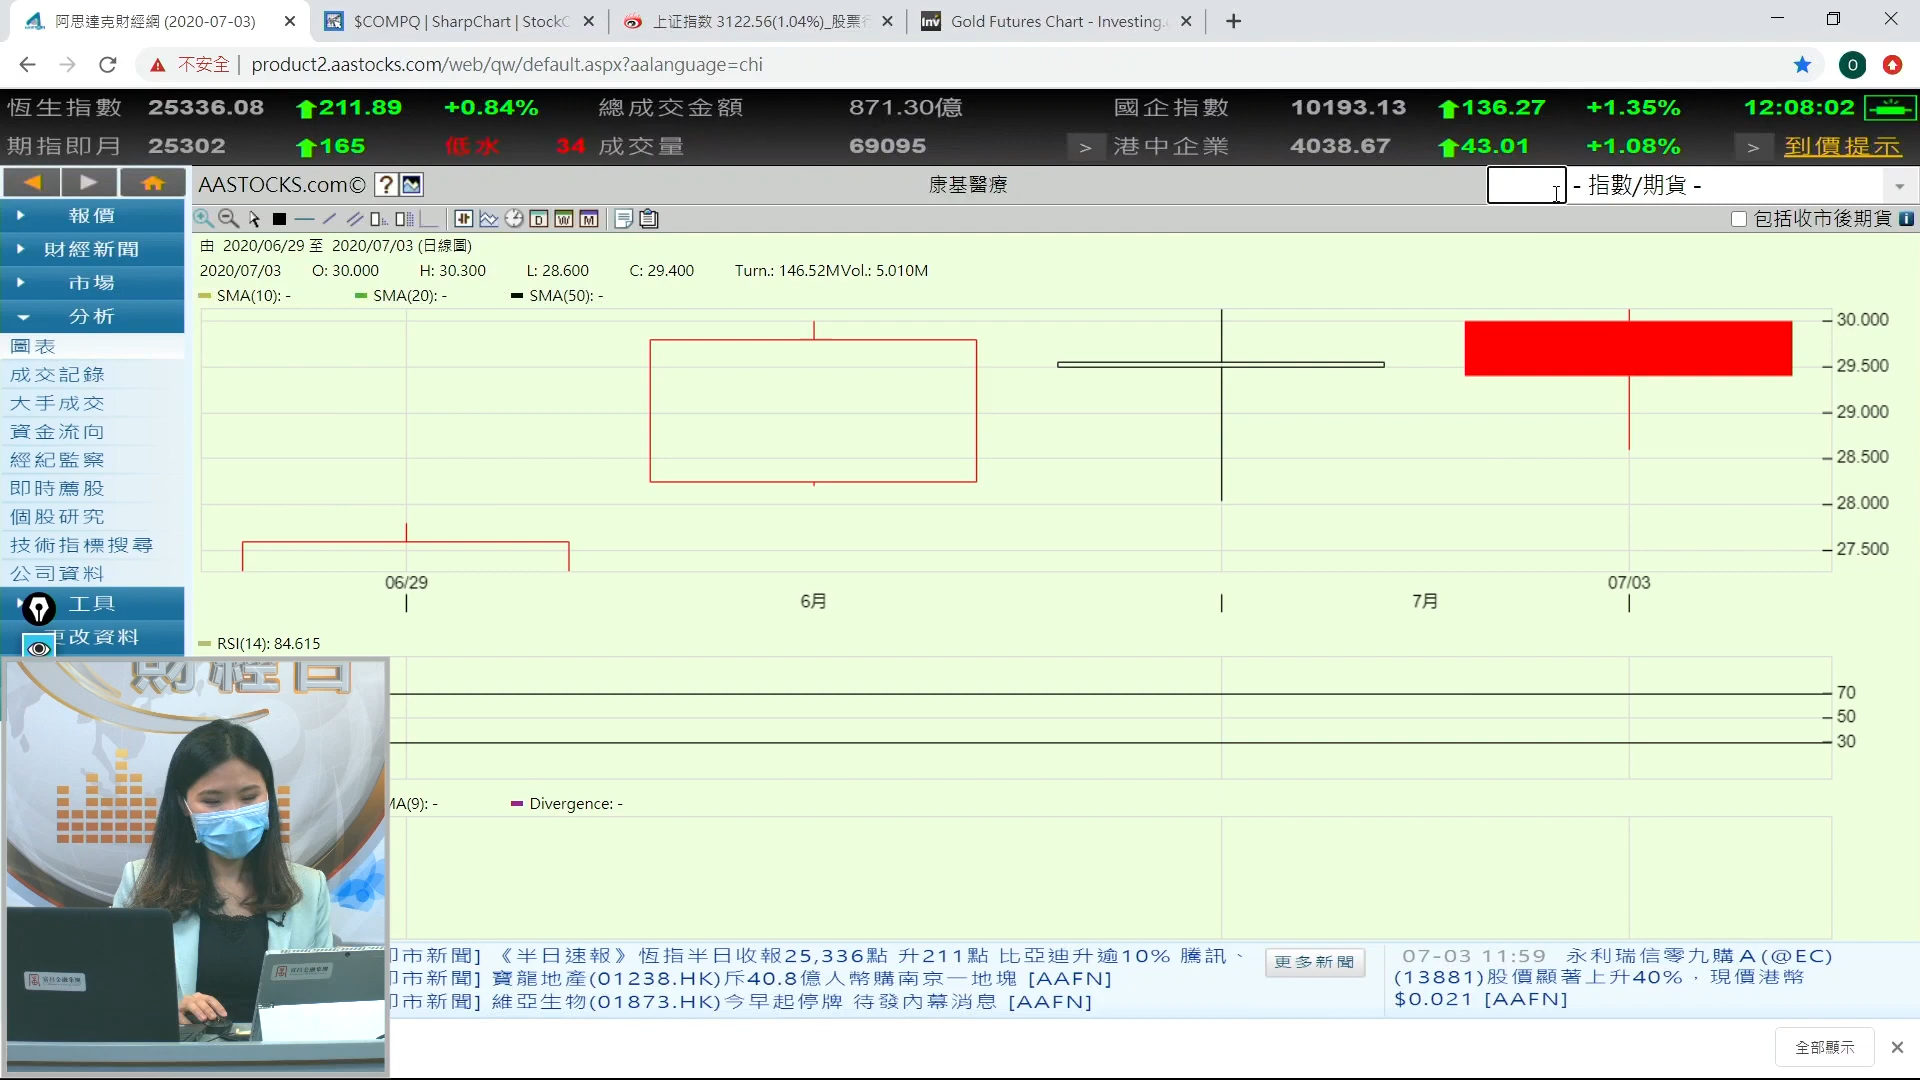 阿思達克財經網 (2020-07-03)
$COMPQ | SharpChart | StockC
上证指数 3122.56(1.04%)_股票行
Gold Futures Chart - Investing.
不安全 | product2.aastocks.com/web/qw/default.aspx?aalanguage=chi
恆生指數 25336.08 211.89 +0.84% 總成交金額 871.30億 國企指數 10193.13 136.27 +1.35% 12:08:02
期指即月 25302 165 低水 34 成交量 69095 > 港中企業 4038.67 43.01 +1.08% > 到價提示
AASTOCKS.com© ? 康基醫療 - 指數/期貨 -
D W M 包括收市後期貨 i
報價
財經新聞
市場
分析
圖表
成交記錄
大手成交
資金流向
經紀監察
即時薦股
個股研究
技術指標搜尋
公司資料
工具
更改資料
由 2020/06/29 至 2020/07/03 (日線圖)
2020/07/03 O: 30.000 H: 30.300 L: 28.600 C: 29.400 Turn.: 146.52MVol.: 5.010M
SMA(10): - SMA(20): - SMA(50): -
30.000
29.500
29.000
28.500
28.000
27.500
06/29 07/03
6月 7月
RSI(14): 84.615
70
50
30
MA(9): - Divergence: -
財經台
市新聞] 《半日速報》恆指半日收報25,336點 升211點 比亞迪升逾10% 騰訊、
市新聞] 寶龍地產(01238.HK)斥40.8億人幣購南京一地塊 [AAFN]
市新聞] 維亞生物(01873.HK)今早起停牌 待發內幕消息 [AAFN]
更多新聞
07-03 11:59 永利瑞信零九購A(@EC)
(13881)股價顯著上升40%，現價港幣
$0.021 [AAFN]
全部顯示